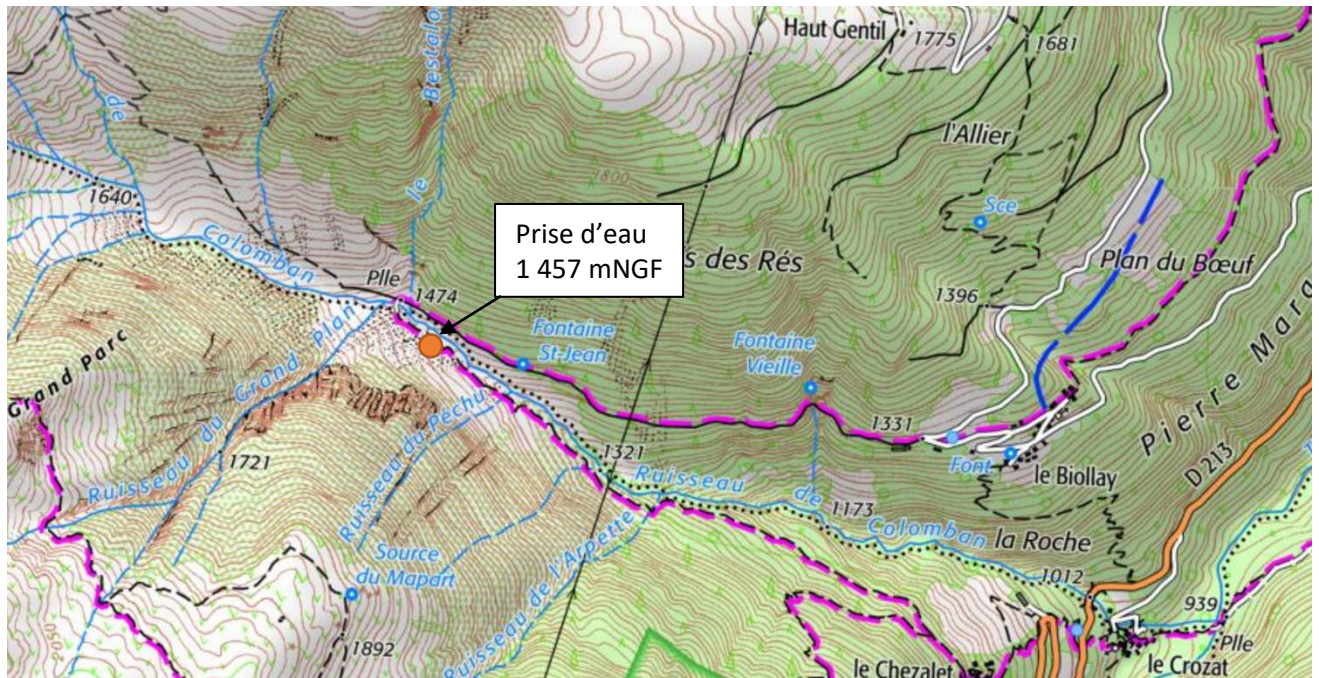 Haut Gentil
1775
1681
l'Allier
Sce
1800
de
le Bestalo
1640
Colomban
Plle
1474
Prise d'eau
1 457 mNGF
s des Rés
Plan du Bœuf
1396
Fontaine
St-Jean
Fontaine
Vieille
Grand Parc
Ruisseau du Grand Plan
1721
Ruisseau du Pechu
1331
Font
le Biollay
Pierre Mara
D 213
1321
Ruisseau de Colomban
1173
la Roche
Source
du Mapart
Ruisseau de l'Arpette
1012
939
Plle
2050
1892
le Chezalet
le Crozat